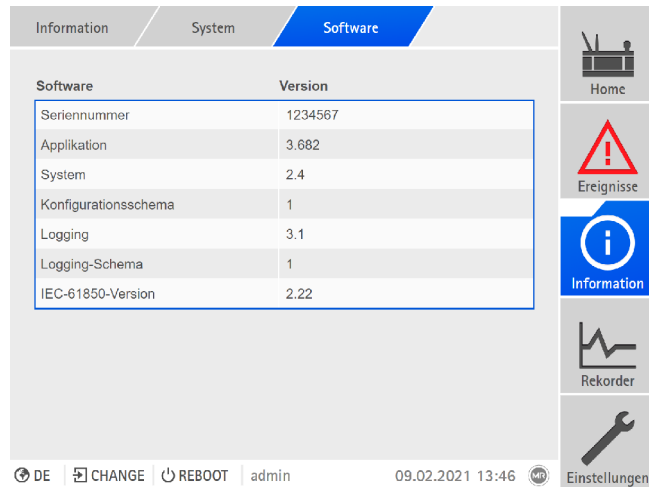 Information System Software
Software Version
Seriennummer 1234567
Applikation 3.682
System 2.4
Konfigurationsschema 1
Logging 3.1
Logging-Schema 1
IEC-61850-Version 2.22
Home
Ereignisse
Information
Rekorder
Einstellungen
DE CHANGE REBOOT admin 09.02.2021 13:46 MR